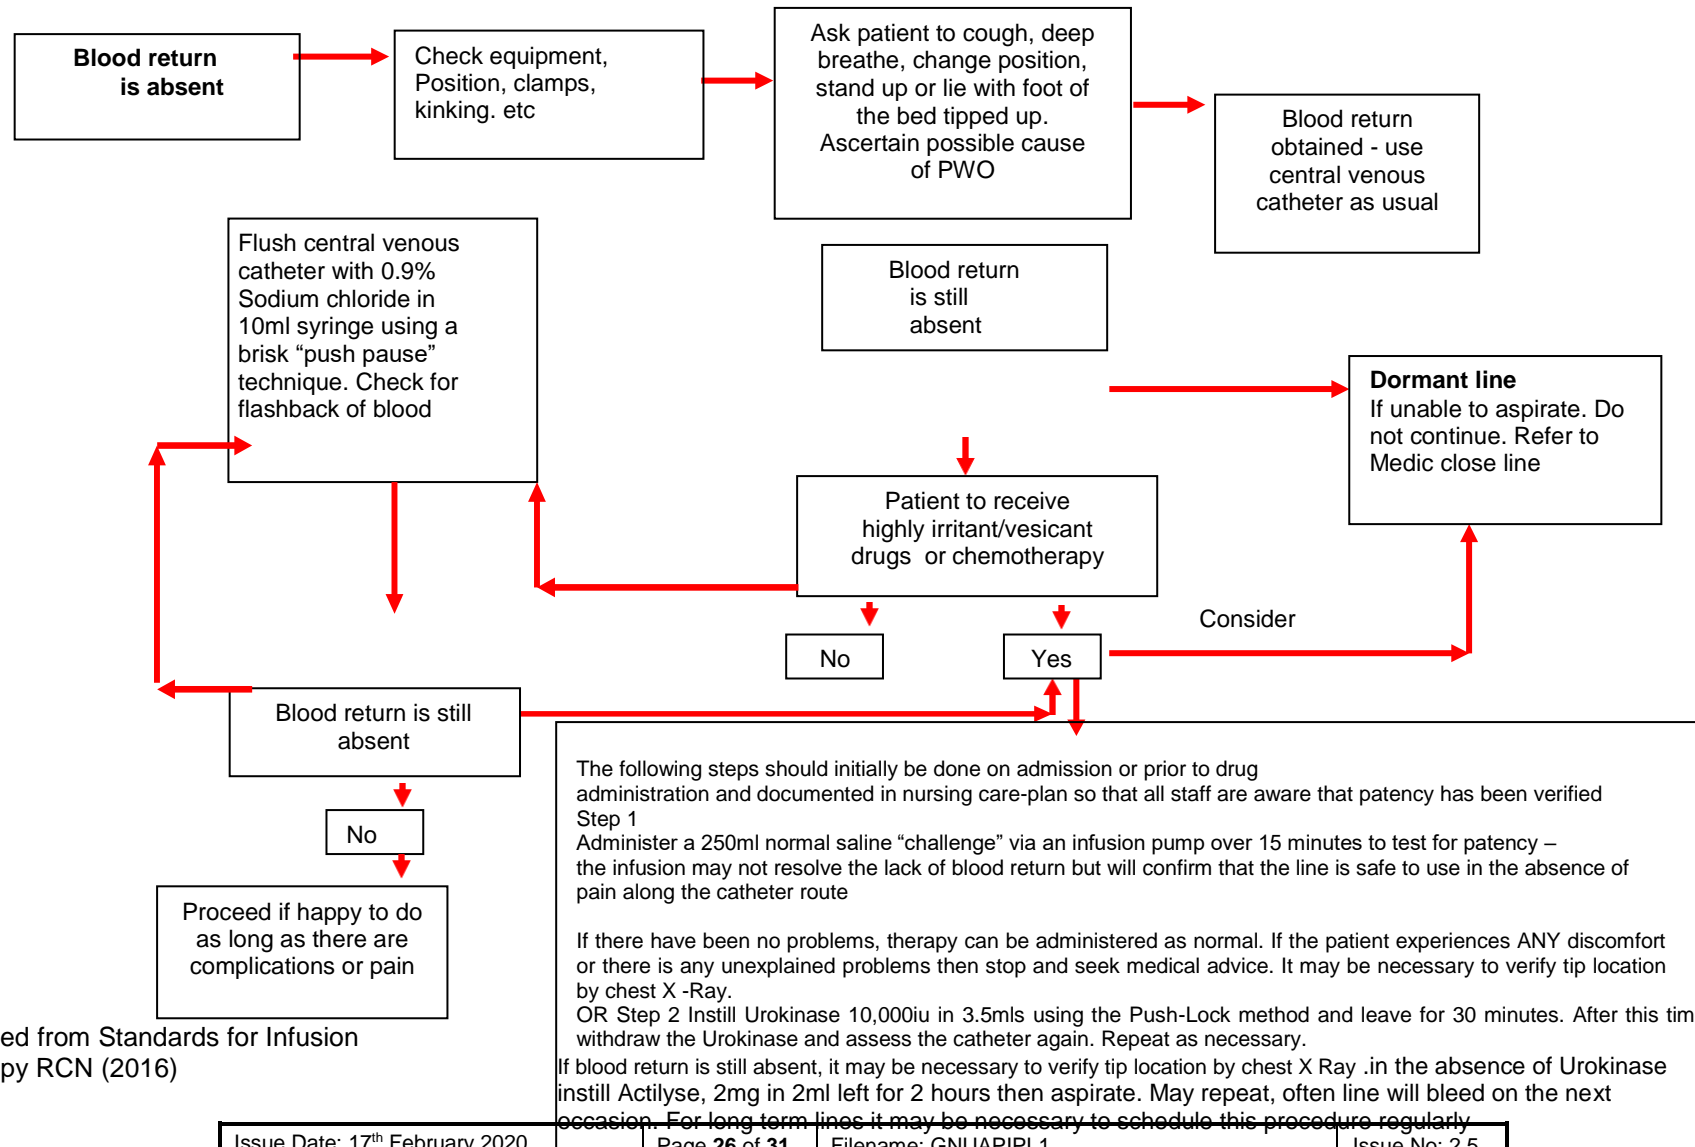 Blood return
is absent
Check equipment,
Position, clamps,
kinking. etc
Ask patient to cough, deep
breathe, change position,
stand up or lie with foot of
the bed tipped up.
Ascertain possible cause
of PWO
Blood return
obtained - use
central venous
catheter as usual
Flush central venous
catheter with 0.9%
Sodium chloride in
10ml syringe using a
brisk “push pause”
technique. Check for
flashback of blood
Blood return
is still
absent
Dormant line
If unable to aspirate. Do
not continue. Refer to
Medic close line
Patient to receive
highly irritant/vesicant
drugs or chemotherapy
Consider
No
Yes
Blood return is still
absent
No
Proceed if happy to do
as long as there are
complications or pain
The following steps should initially be done on admission or prior to drug
administration and documented in nursing care-plan so that all staff are aware that patency has been verified
Step 1
Administer a 250ml normal saline “challenge” via an infusion pump over 15 minutes to test for patency –
the infusion may not resolve the lack of blood return but will confirm that the line is safe to use in the absence of
pain along the catheter route
If there have been no problems, therapy can be administered as normal. If the patient experiences ANY discomfort
or there is any unexplained problems then stop and seek medical advice. It may be necessary to verify tip location
by chest X -Ray.
OR Step 2 Instill Urokinase 10,000iu in 3.5mls using the Push-Lock method and leave for 30 minutes. After this tim
withdraw the Urokinase and assess the catheter again. Repeat as necessary.
If blood return is still absent, it may be necessary to verify tip location by chest X Ray .in the absence of Urokinase
instill Actilyse, 2mg in 2ml left for 2 hours then aspirate. May repeat, often line will bleed on the next
occasion. For long term lines it may be necessary to schedule this procedure regularly
ed from Standards for Infusion
py RCN (2016)
Issue Date: 17th February 2020
Page 26 of 31
Filename: GNUAPIPI 1
Issue No: 2.5